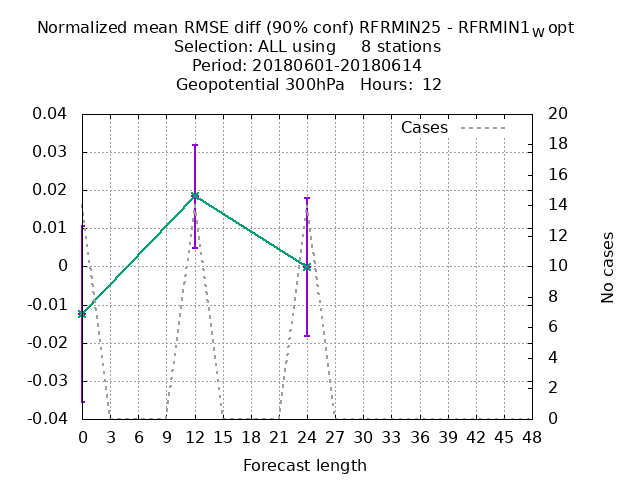 Normalized mean RMSE diff (90% conf) RFRMIN25 - RFRMIN1wopt
Selection: ALL using 8 stations
Period: 20180601-20180614
Geopotential 300hPa Hours: 12
Cases
0.04
0.03
0.02
0.01
0
-0.01
-0.02
-0.03
-0.04
20
18
16
14
12
10
8
6
4
2
0
No cases
0 3 6 9 12 15 18 21 24 27 30 33 36 39 42 45 48
Forecast length